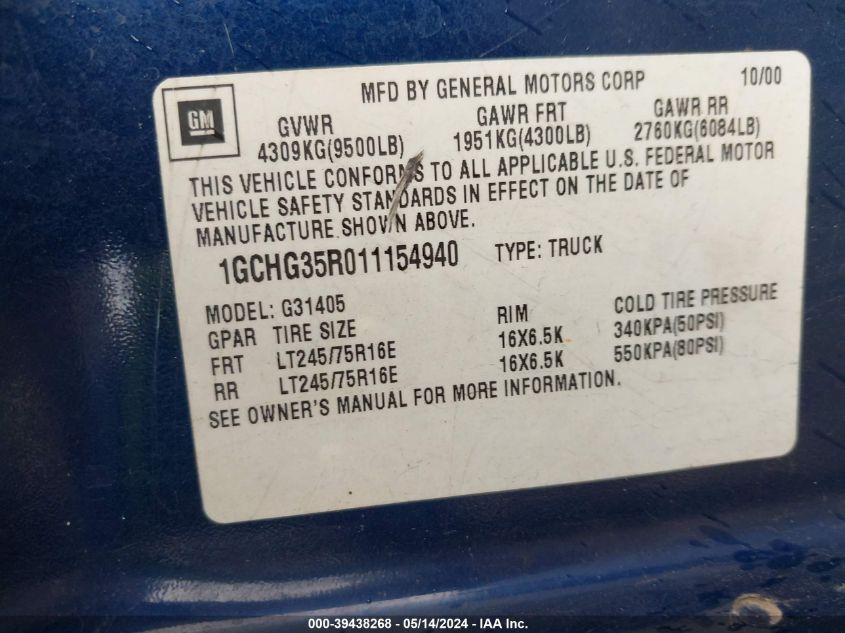 MFD BY GENERAL MOTORS CORP 10/00
GM
GVWR GAWR FRT GAWR RR
4309KG(9500LB) 1951KG(4300LB) 2760KG(6084LB)
THIS VEHICLE CONFORMS TO ALL APPLICABLE U.S. FEDERAL MOTOR
VEHICLE SAFETY STANDARDS IN EFFECT ON THE DATE OF
MANUFACTURE SHOWN ABOVE.
1GCHG35R011154940 TYPE: TRUCK
MODEL: G31405
GPAR TIRE SIZE RIM COLD TIRE PRESSURE
FRT LT245/75R16E 16X6.5K 340KPA(50PSI)
RR LT245/75R16E 16X6.5K 550KPA(80PSI)
SEE OWNER'S MANUAL FOR MORE INFORMATION.
000-39438268 - 05/14/2024 - IAA Inc.